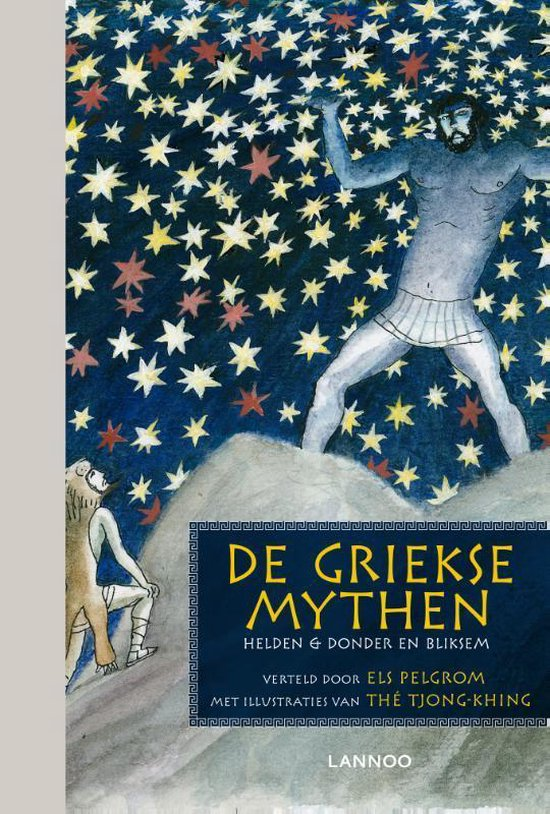 DE GRIEKSE
MYTHEN
HELDEN & DONDER EN BLIKSEM
VERTELD DOOR ELS PELGROM
MET ILLUSTRATIES VAN THÉ TJONG-KHING
LANNOO